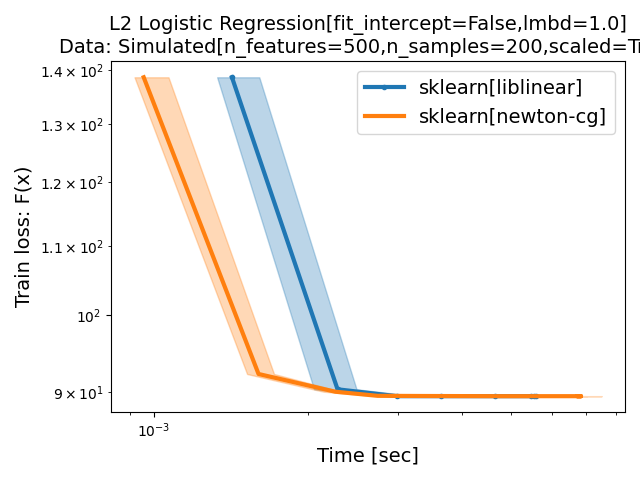 L2 Logistic Regression[fit_intercept=False,lmbd=1.0]
Data: Simulated[n_features=500,n_samples=200,scaled=T
sklearn[liblinear]
sklearn[newton-cg]
Train loss: F(x)
1.4 × 10²
1.3 × 10²
1.2 × 10²
1.1 × 10²
10²
9 × 10¹
10⁻³
Time [sec]